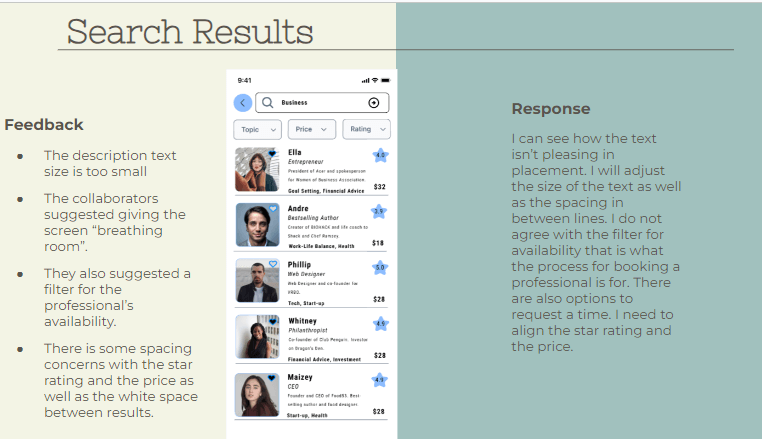 Search Results
Feedback
● The description text
size is too small
● The collaborators
suggested giving the
screen “breathing
room”.
● They also suggested a
filter for the
professional’s
availability.
● There is some spacing
concerns with the star
rating and the price as
well as the white space
between results.
9:41
Business
Topic
Price
Rating
Ella
Entrepreneur
President of Acar and spokesperson
for Women of Business Association.
Goal Setting, Financial Advice
$32
Andre
3.9
Bestselling Author
Creator of BIOHACK and life coach to
Shack and Chef Ramsey.
Work-Life Balance, Health
$18
Phillip
5.0
Web Designer
Web Designer and co-founder for
VRBO.
Tech, Start-up
$28
Whitney
4.9
Philanthropist
Co-founder of Club Penguin. Investor
on Dragon's Den.
Financial Advice, Investment
$28
Maizey
4.9
CEO
Founder and CEO of Food93. Best-
selling author and food designer.
Start-up, Health
$28
Response
I can see how the text
isn’t pleasing in
placement. I will adjust
the size of the text as well
as the spacing in
between lines. I do not
agree with the filter for
availability that is what
the process for booking a
professional is for. There
are also options to
request a time. I need to
align the star rating and
the price.